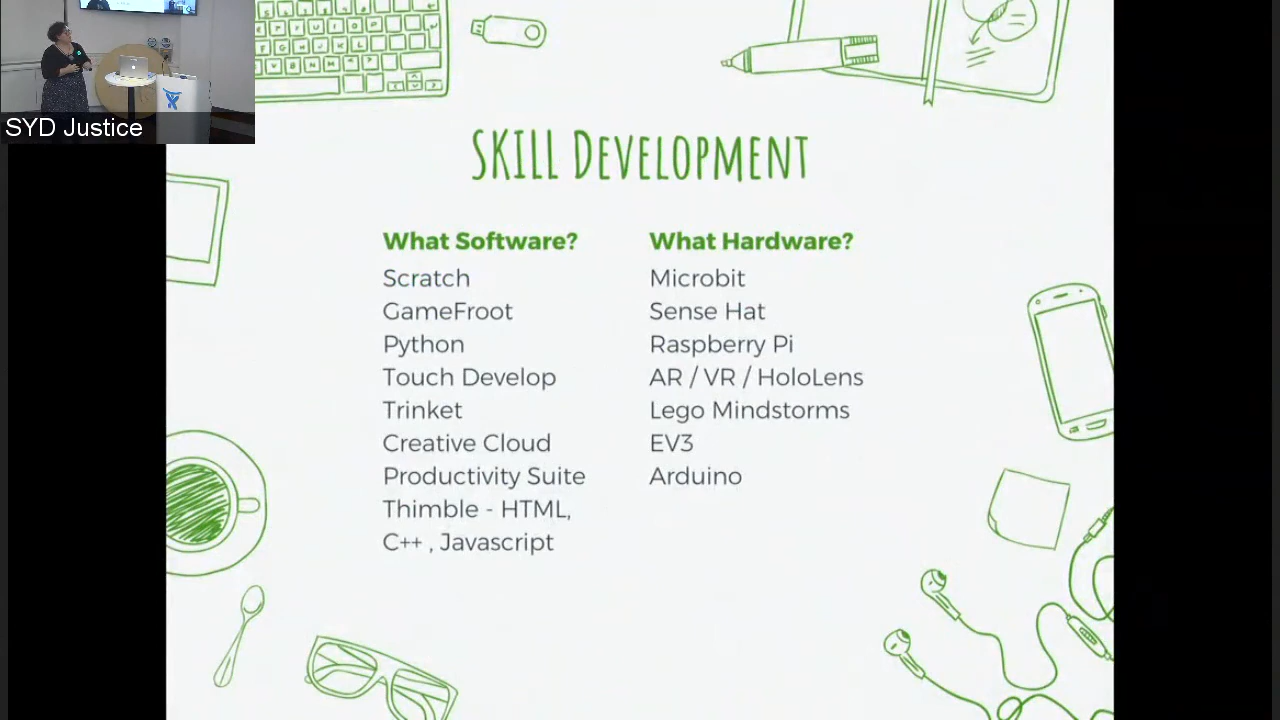 SYD Justice
SKILL DEVELOPMENT
What Software?
Scratch
GameFroot
Python
Touch Develop
Trinket
Creative Cloud
Productivity Suite
Thimble - HTML,
C++ , Javascript
What Hardware?
Microbit
Sense Hat
Raspberry Pi
AR / VR / HoloLens
Lego Mindstorms
EV3
Arduino